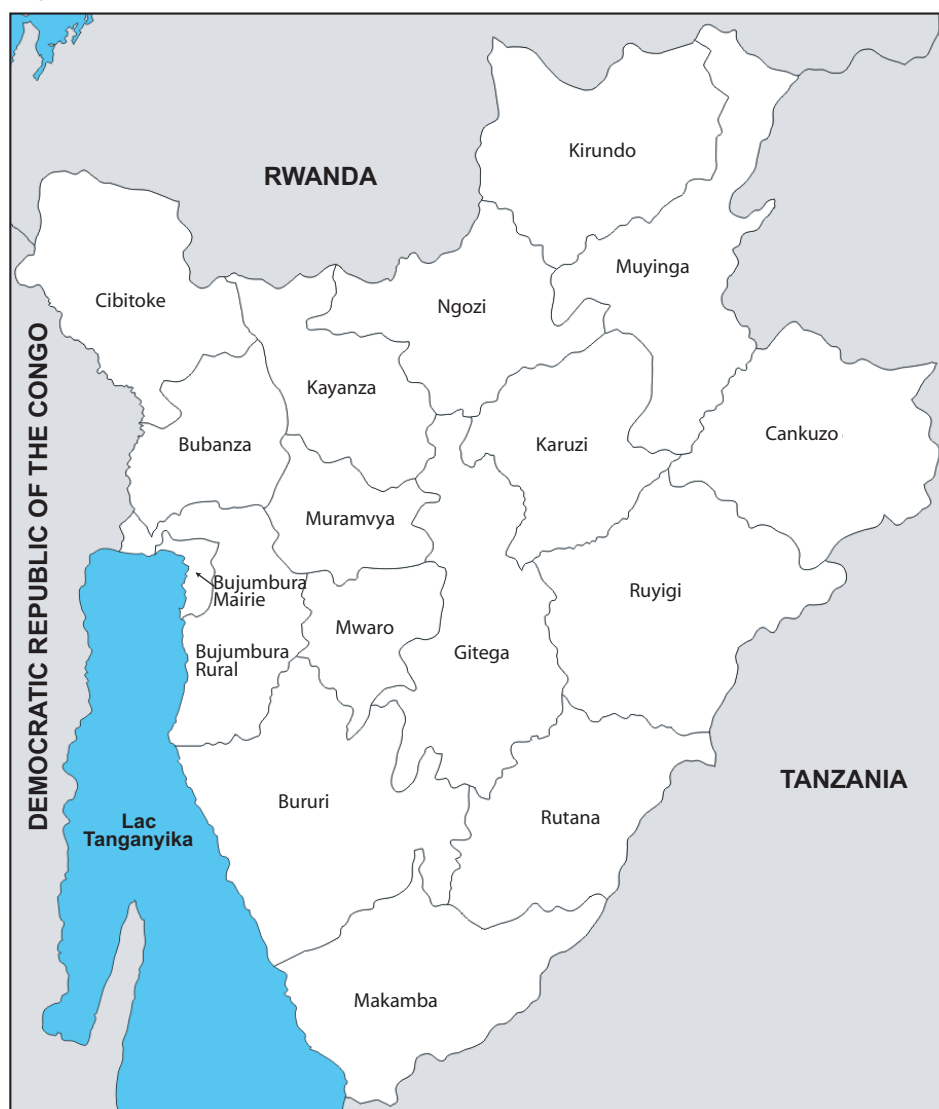 Kirundo
RWANDA
Muyinga
Cibitoke
Ngozi
DEMOCRATIC REPUBLIC OF THE CONGO
Kayanza
Cankuzo
Bubanza
Karuzi
Muramvya
Bujumbura
Mairie
Ruyigi
Mwaro
Bujumbura
Rural
Gitega
TANZANIA
Bururi
Rutana
Lac
Tanganyika
Makamba